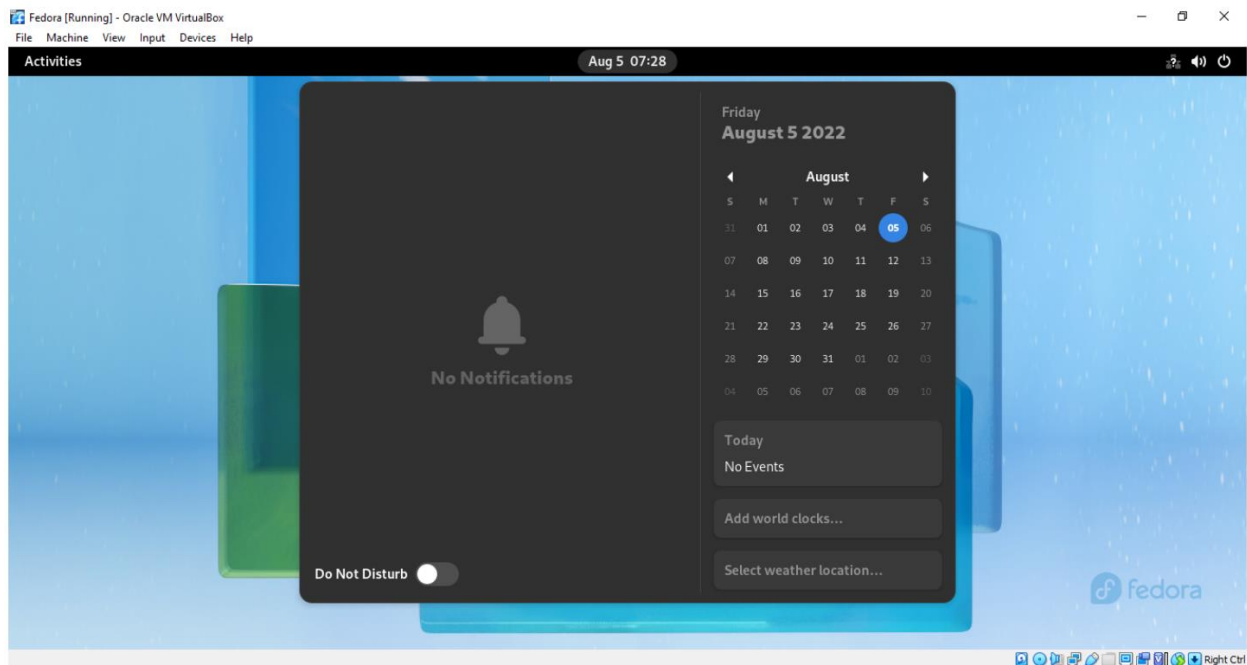 Fedora [Running] - Oracle VM VirtualBox
File Machine View Input Devices Help
Activities
Aug 5 07:28
No Notifications
Do Not Disturb
Friday
August 5 2022
August
S M T W T F S
31 01 02 03 04 05 06
07 08 09 10 11 12 13
14 15 16 17 18 19 20
21 22 23 24 25 26 27
28 29 30 31 01 02 03
04 05 06 07 08 09 10
Today
No Events
Add world clocks...
Select weather location...
fedora
Right Ctrl